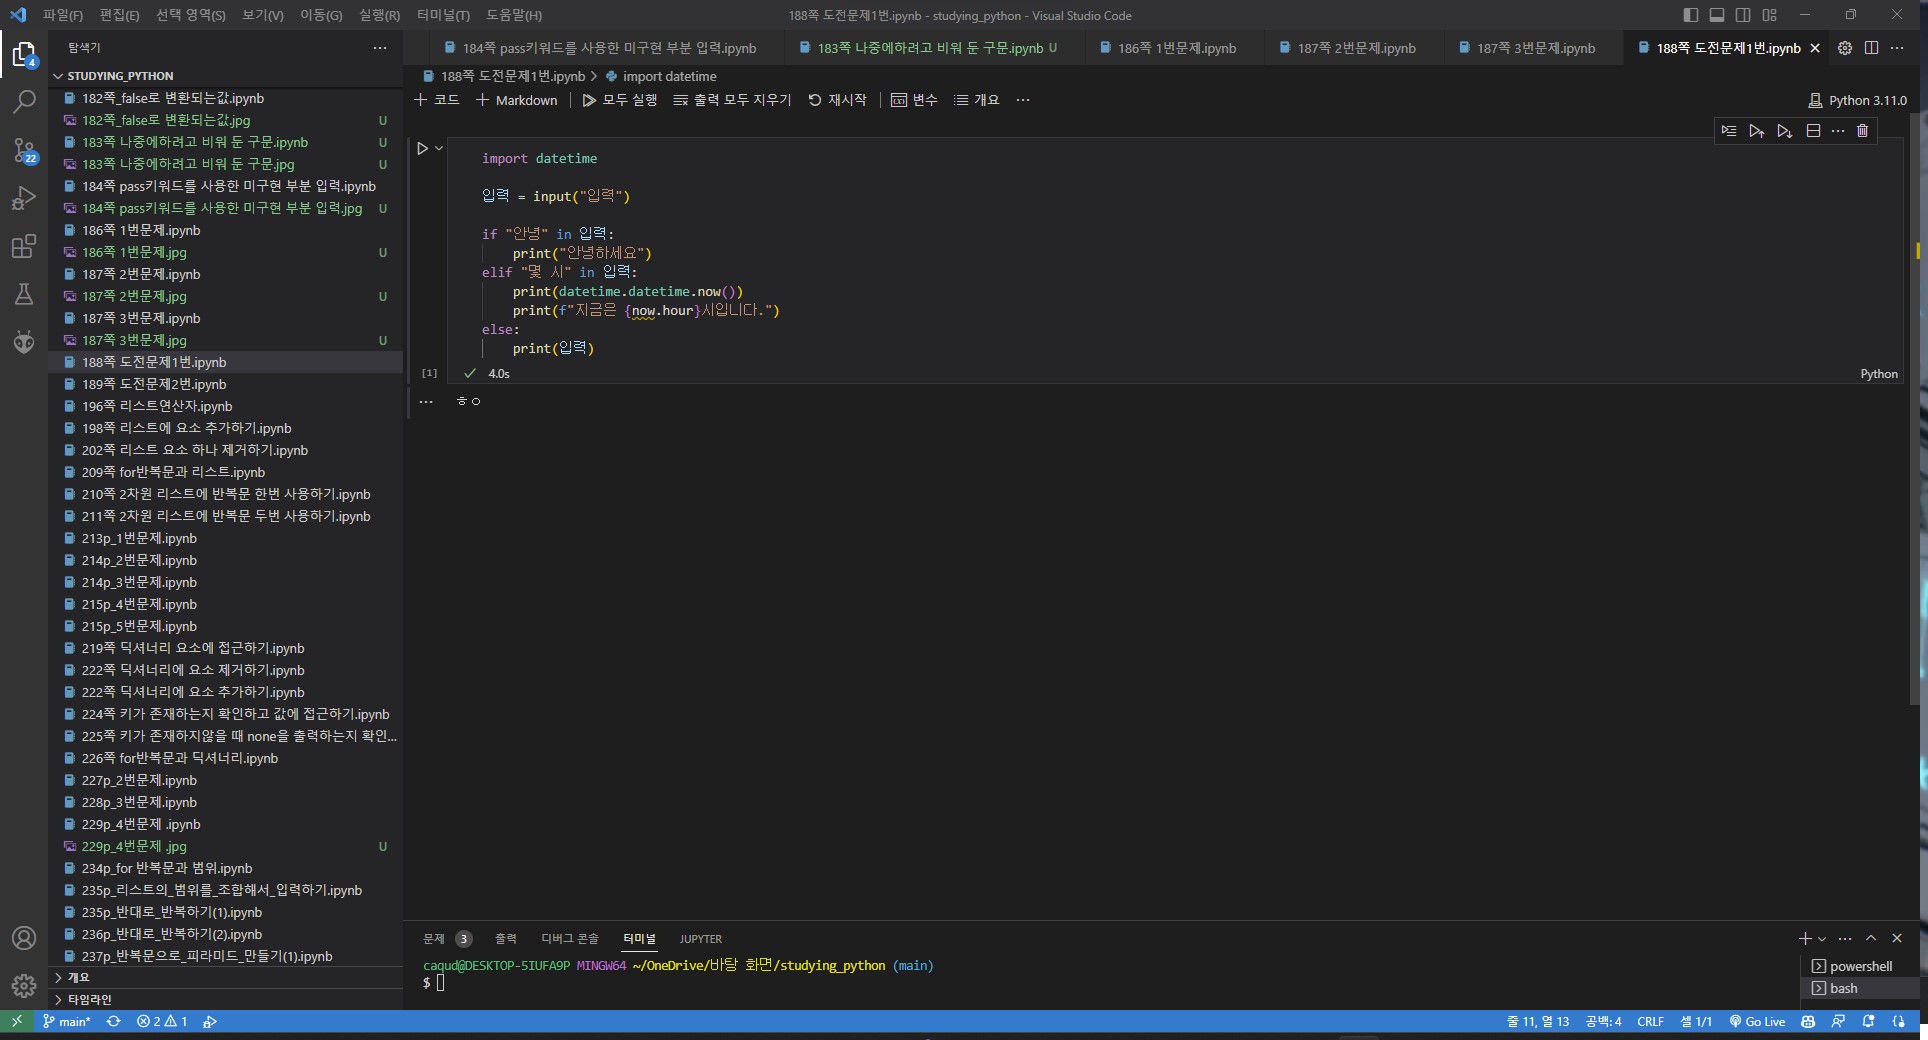 파일(F) 편집(E) 선택 영역(S) 보기(V) 이동(G) 실행(R) 터미널(T) 도움말(H)
188쪽 도전문제1번.ipynb - studying_python - Visual Studio Code
탐색기
STUDYING_PYTHON
182쪽_false로 변환되는값.ipynb
182쪽_false로 변환되는값.jpg U
183쪽 나중에하려고 비워 둔 구문.ipynb U
183쪽 나중에하려고 비워 둔 구문.jpg U
184쪽 pass키워드를 사용한 미구현 부분 입력.ipynb
184쪽 pass키워드를 사용한 미구현 부분 입력.jpg U
186쪽 1번문제.ipynb
186쪽 1번문제.jpg U
187쪽 2번문제.ipynb
187쪽 2번문제.jpg U
187쪽 3번문제.ipynb
187쪽 3번문제.jpg U
188쪽 도전문제1번.ipynb
189쪽 도전문제2번.ipynb
196쪽 리스트연산자.ipynb
198쪽 리스트에 요소 추가하기.ipynb
202쪽 리스트 요소 하나 제거하기.ipynb
209쪽 for반복문과 리스트.ipynb
210쪽 2차원 리스트에 반복문 한번 사용하기.ipynb
211쪽 2차원 리스트에 반복문 두번 사용하기.ipynb
213p_1번문제.ipynb
214p_2번문제.ipynb
214p_3번문제.ipynb
215p_4번문제.ipynb
215p_5번문제.ipynb
219쪽 딕셔너리 요소에 접근하기.ipynb
222쪽 딕셔너리에 요소 제거하기.ipynb
222쪽 딕셔너리에 요소 추가하기.ipynb
224쪽 키가 존재하는지 확인하고 값에 접근하기.ipynb
225쪽 키가 존재하지않을 때 none을 출력하는지 확인...
226쪽 for반복문과 딕셔너리.ipynb
227p_2번문제.ipynb
228p_3번문제.ipynb
229p_4번문제 .ipynb
229p_4번문제 .jpg U
234p_for 반복문과 범위.ipynb
235p_리스트의_범위를_조합해서_입력하기.ipynb
235p_반대로_반복하기(1).ipynb
236p_반대로_반복하기(2).ipynb
237p_반복문으로_피라미드_만들기(1).ipynb
개요
타임라인
4
22
184쪽 pass키워드를 사용한 미구현 부분 입력.ipynb 183쪽 나중에하려고 비워 둔 구문.ipynb U 186쪽 1번문제.ipynb 187쪽 2번문제.ipynb 187쪽 3번문제.ipynb 188쪽 도전문제1번.ipynb
188쪽 도전문제1번.ipynb > import datetime
+ 코드 + Markdown 모두 실행 출력 모두 지우기 재시작 변수 개요 ... Python 3.11.0
import datetime
입력 = input("입력")
if "안녕" in 입력:
print("안녕하세요")
elif "몇 시" in 입력:
print(datetime.datetime.now())
print(f"지금은 {now.hour}시입니다.")
else:
print(입력)
[1] 4.0s Python
... ㅎㅇ
문제 3 출력 디버그 콘솔 터미널 JUPYTER
caqud@DESKTOP-5IUFA9P MINGW64 ~/OneDrive/바탕 화면/studying_python (main)
$
powershell
bash
main* 2 1 줄 11, 열 13 공백: 4 CRLF 셀 1/1 Go Live